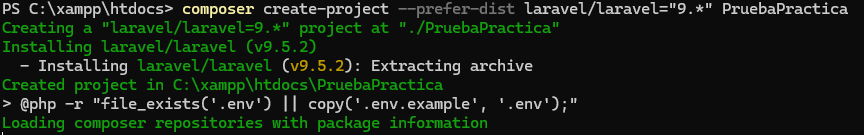 PS C:\xampp\htdocs> composer create-project --prefer-dist laravel/laravel="9.*" PruebaPractica
Creating a "laravel/laravel=9.*" project at "./PruebaPractica"
Installing laravel/laravel (v9.5.2)
  - Installing laravel/laravel (v9.5.2): Extracting archive
Created project in C:\xampp\htdocs\PruebaPractica
> @php -r "file_exists('.env') || copy('.env.example', '.env');"
Loading composer repositories with package information